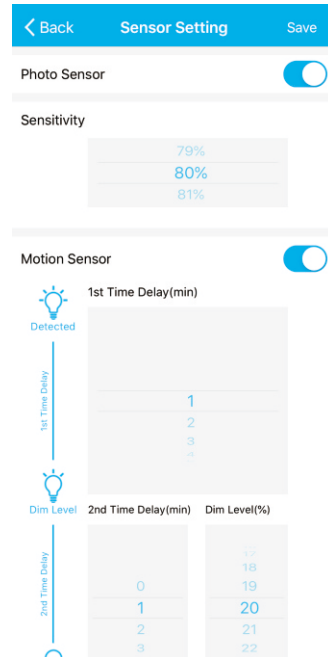 Back Sensor Setting Save
Photo Sensor
Sensitivity
79%
80%
81%
Motion Sensor
1st Time Delay(min)
Detected
1st Time Delay
1
2
3
4
Dim Level
2nd Time Delay(min) Dim Level(%)
2nd Time Delay
17
18
0 19
1 20
2 21
3 22